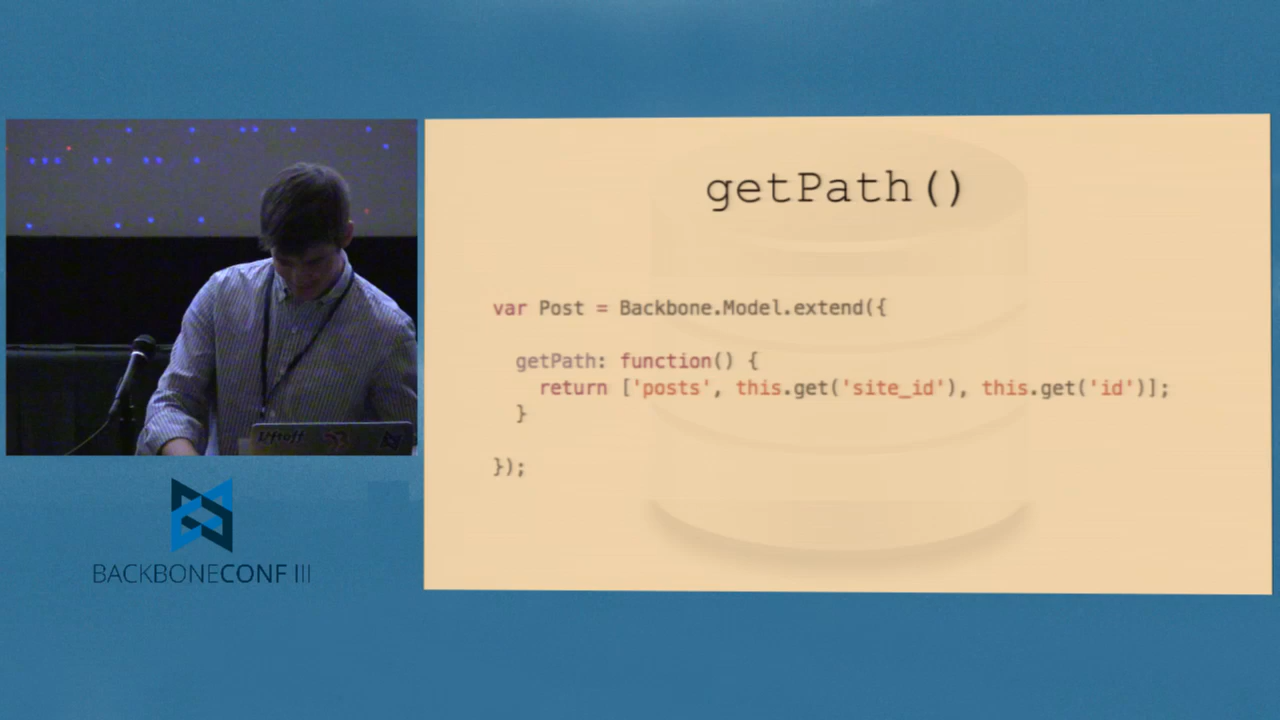 getPath()
var Post = Backbone.Model.extend({
getPath: function() {
return ['posts', this.get('site_id'), this.get('id')];
}
});
BACKBONECONF III